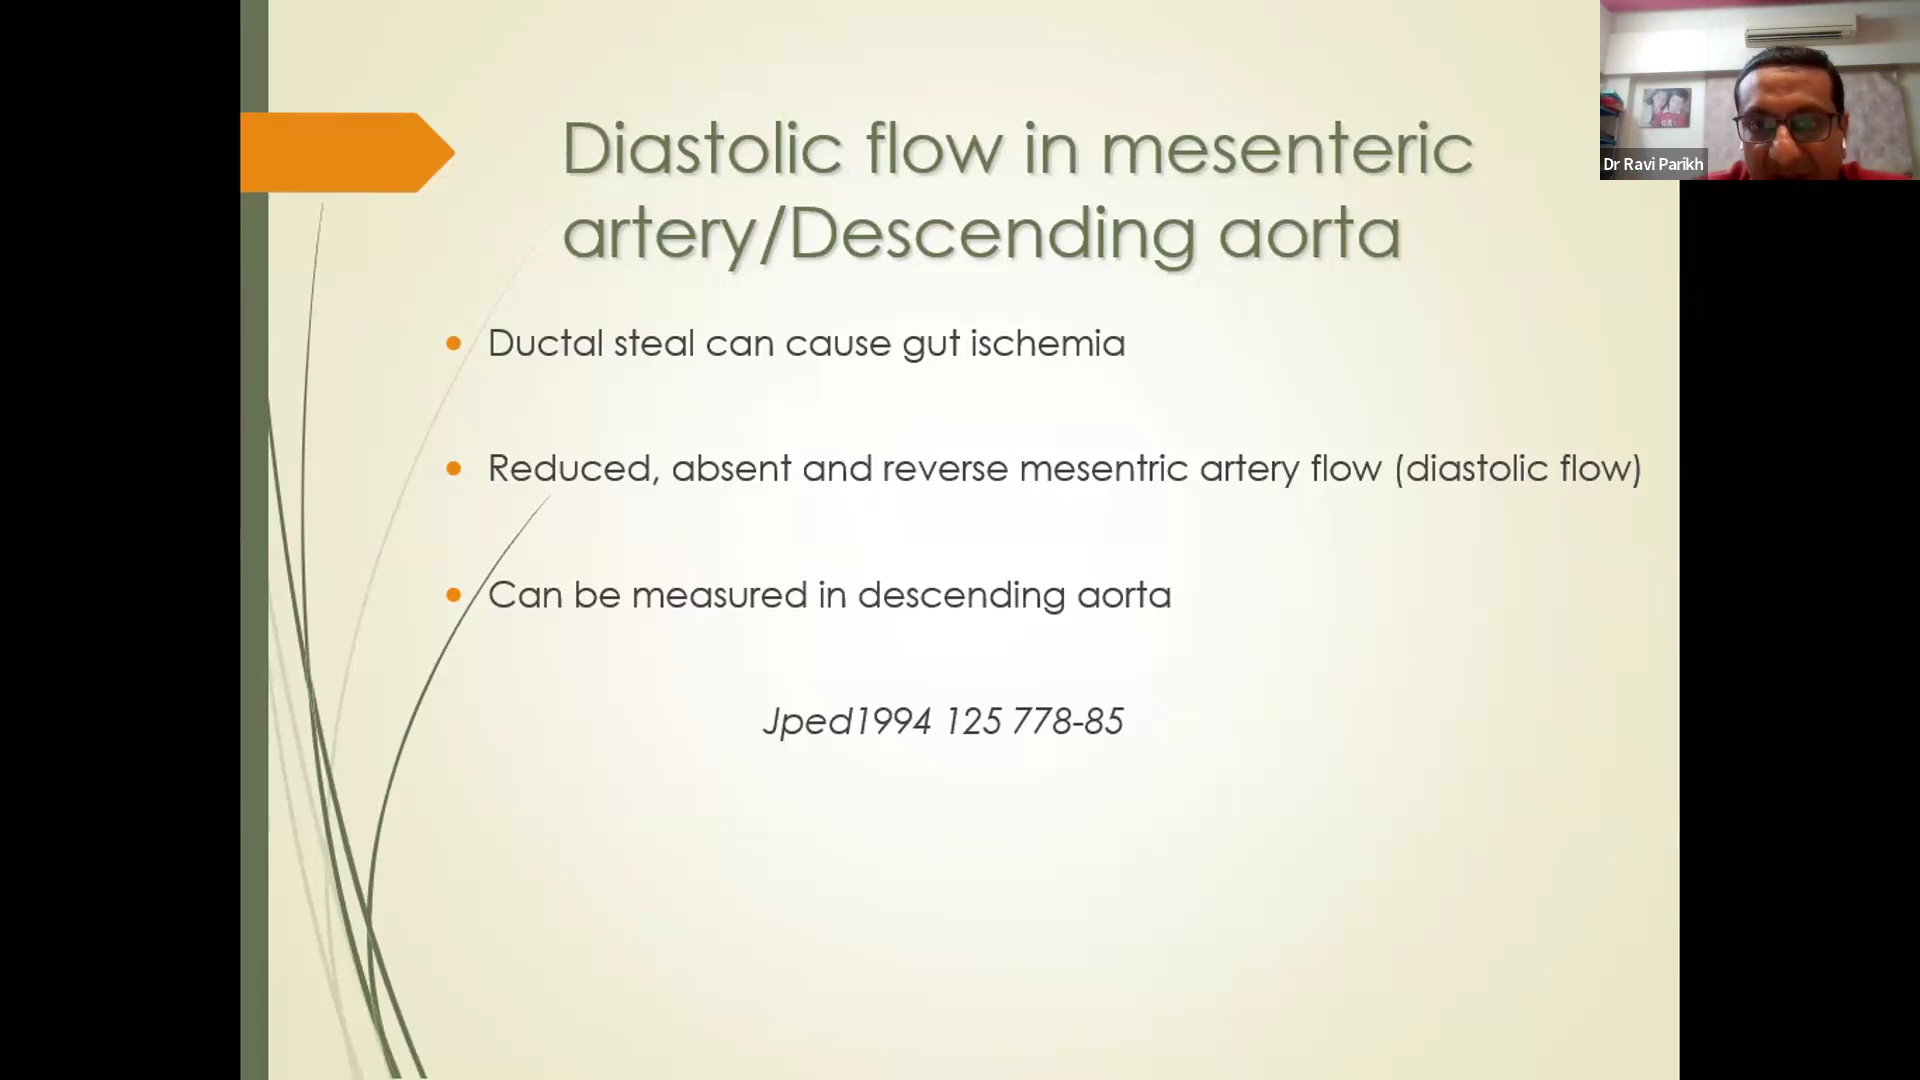 Diastolic flow in mesenteric
artery/Descending aorta
Ductal steal can cause gut ischemia
Reduced, absent and reverse mesentric artery flow (diastolic flow)
Can be measured in descending aorta
Jped1994 125 778-85
Dr Ravi Parikh